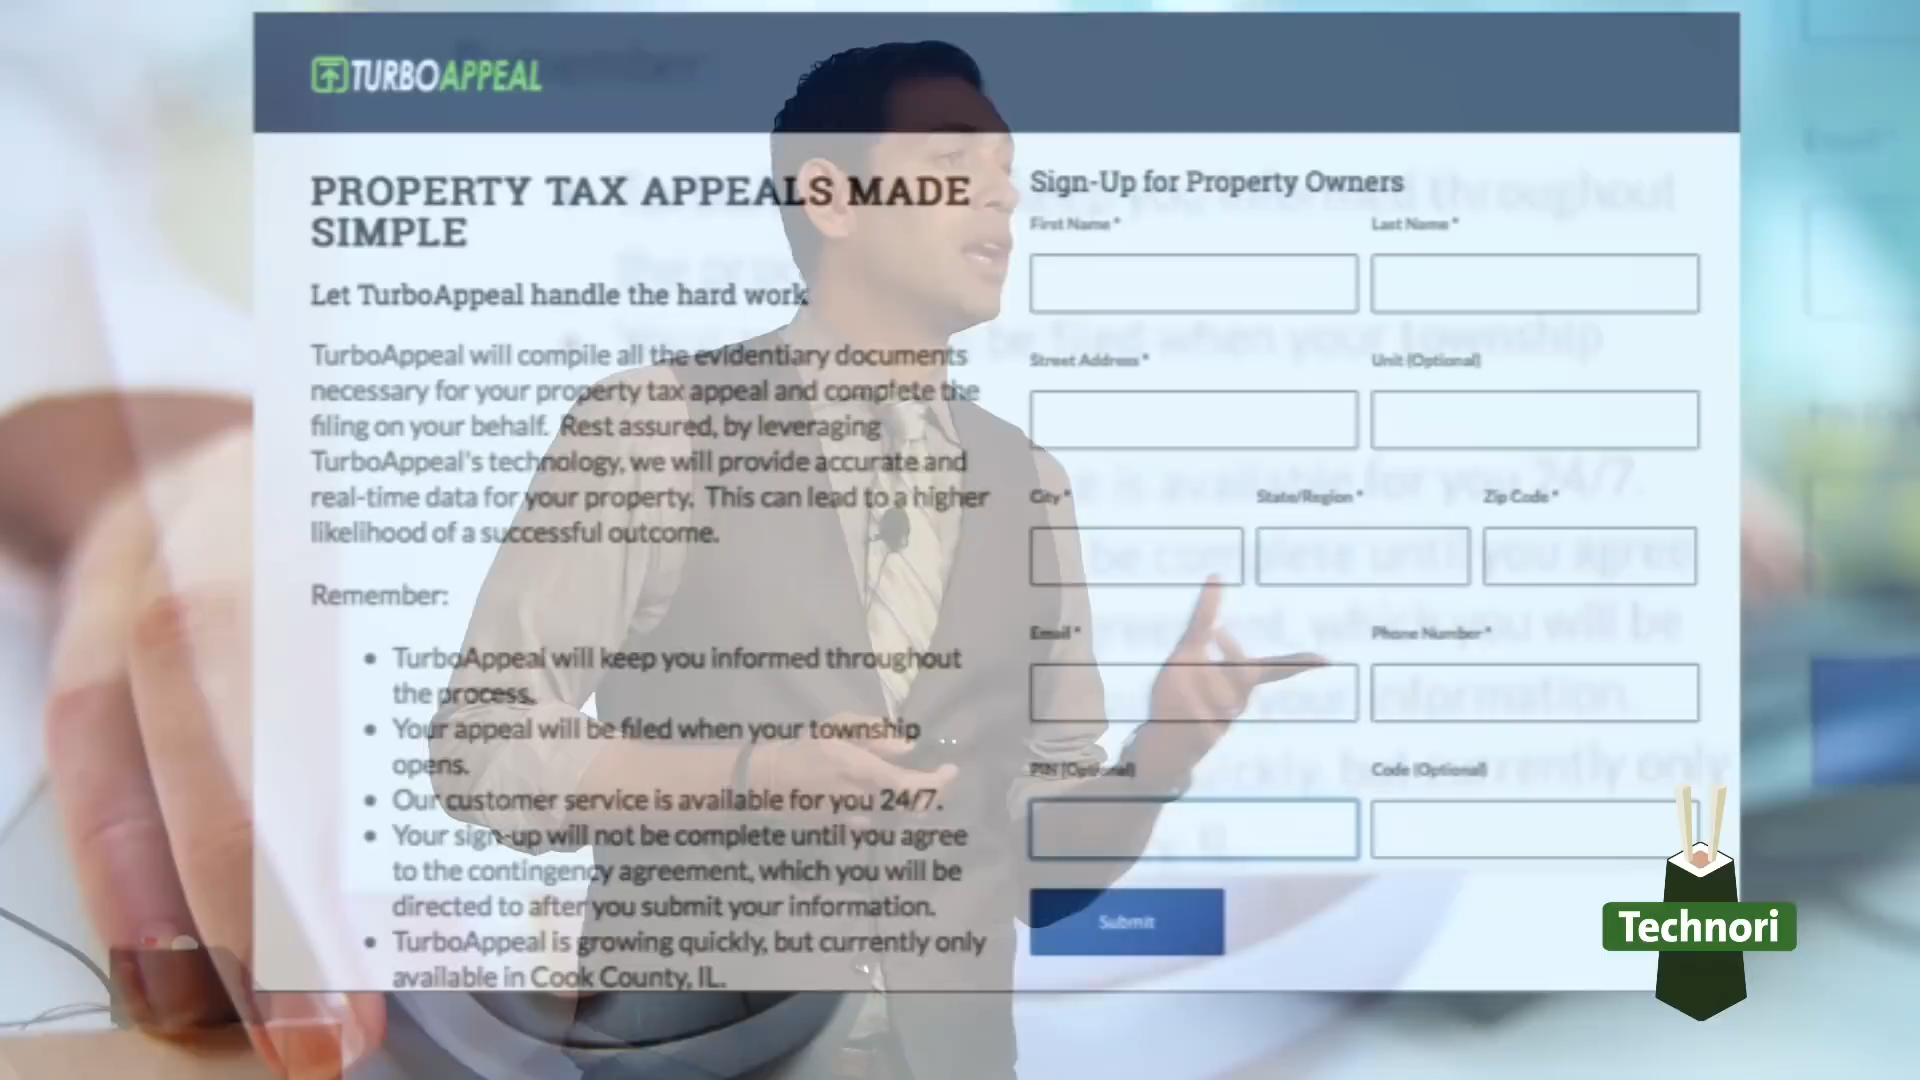 TURBOAPPEAL
PROPERTY TAX APPEALS MADE
SIMPLE
Let TurboAppeal handle the hard work
TurboAppeal will compile all the evidentiary documents
necessary for your property tax appeal and complete the
filing on your behalf. Rest assured, by leveraging
TurboAppeal's technology, we will provide accurate and
real-time data for your property. This can lead to a higher
likelihood of a successful outcome.
Remember:
• TurboAppeal will keep you informed throughout
the process.
• Your appeal will be filed when your township
opens.
• Our customer service is available for you 24/7.
• Your sign-up will not be complete until you agree
to the contingency agreement, which you will be
directed to after you submit your information.
• TurboAppeal is growing quickly, but currently only
available in Cook County, IL.
Sign-Up for Property Owners
First Name * Last Name *
Street Address * Unit (Optional)
City * State/Region * Zip Code *
Email * Phone Number *
PIN (Optional) Code (Optional)
Submit
Technori